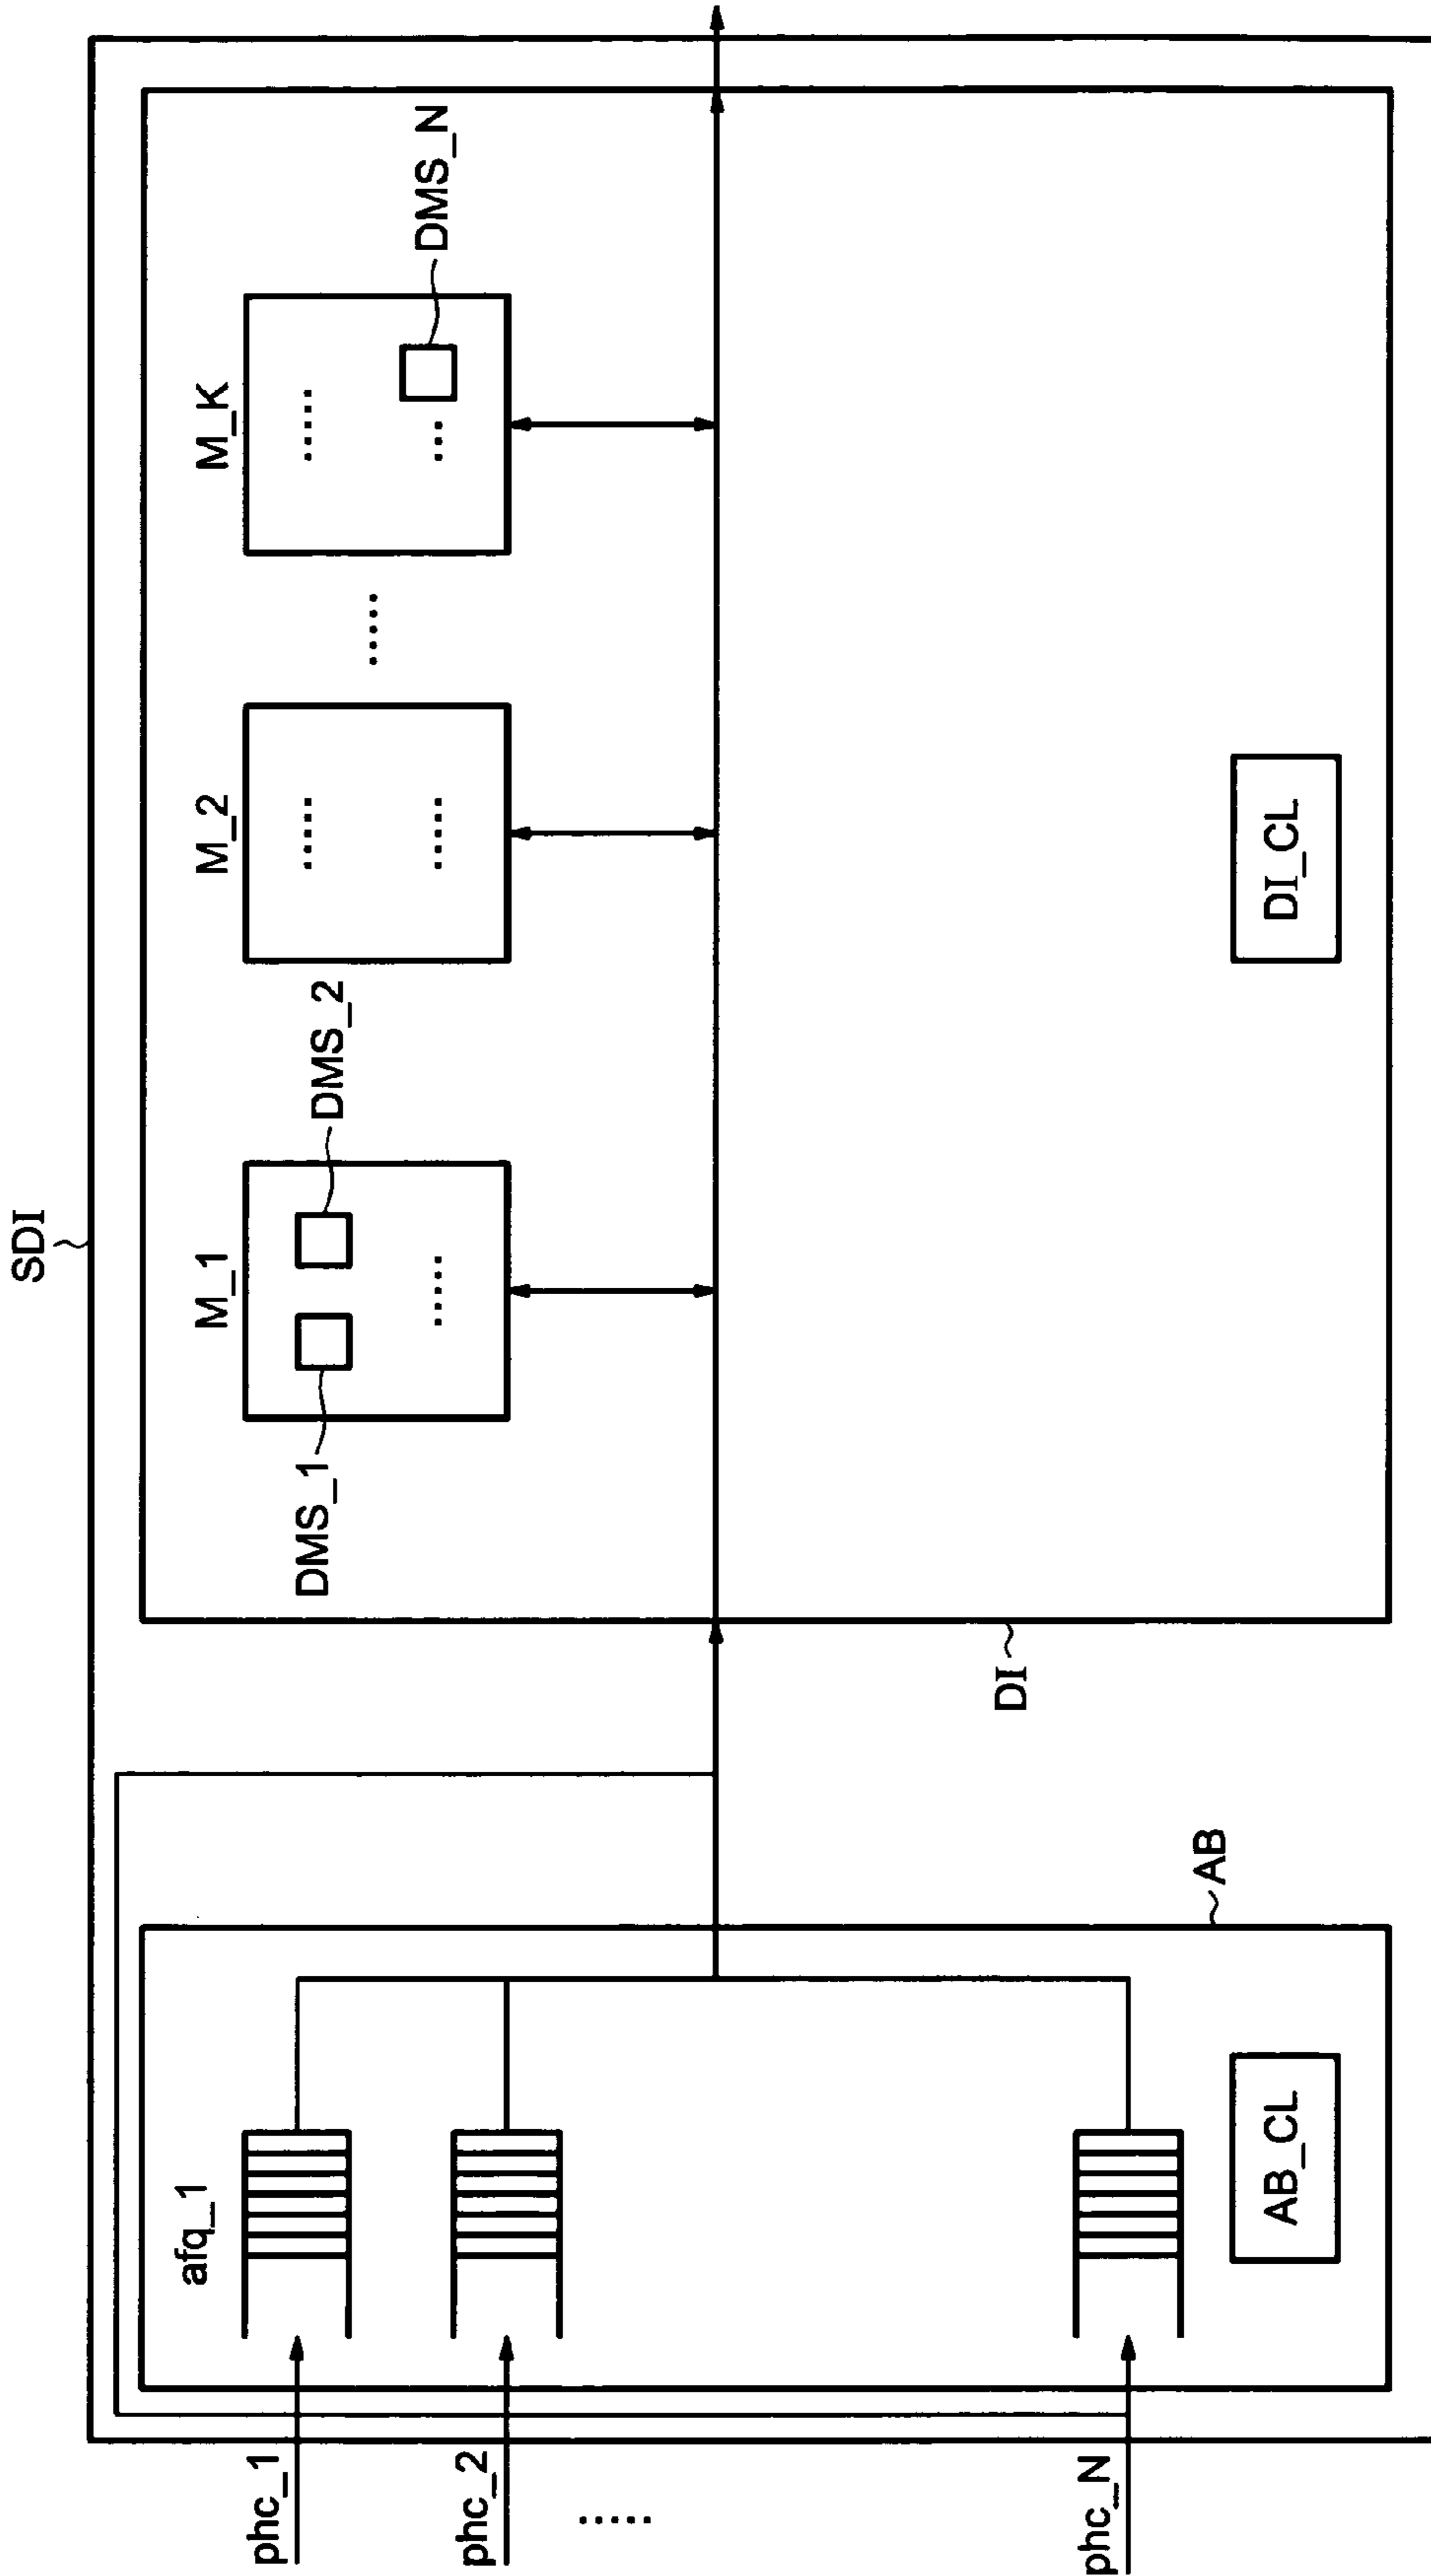 SDI
phc_1
phc_2
.....
phc_N
afq_1
AB_CL
AB
DI
M_1
DMS_1
DMS_2
.....
M_2
.....
.....
.....
M_K
.....
...
DMS_N
DI_CL